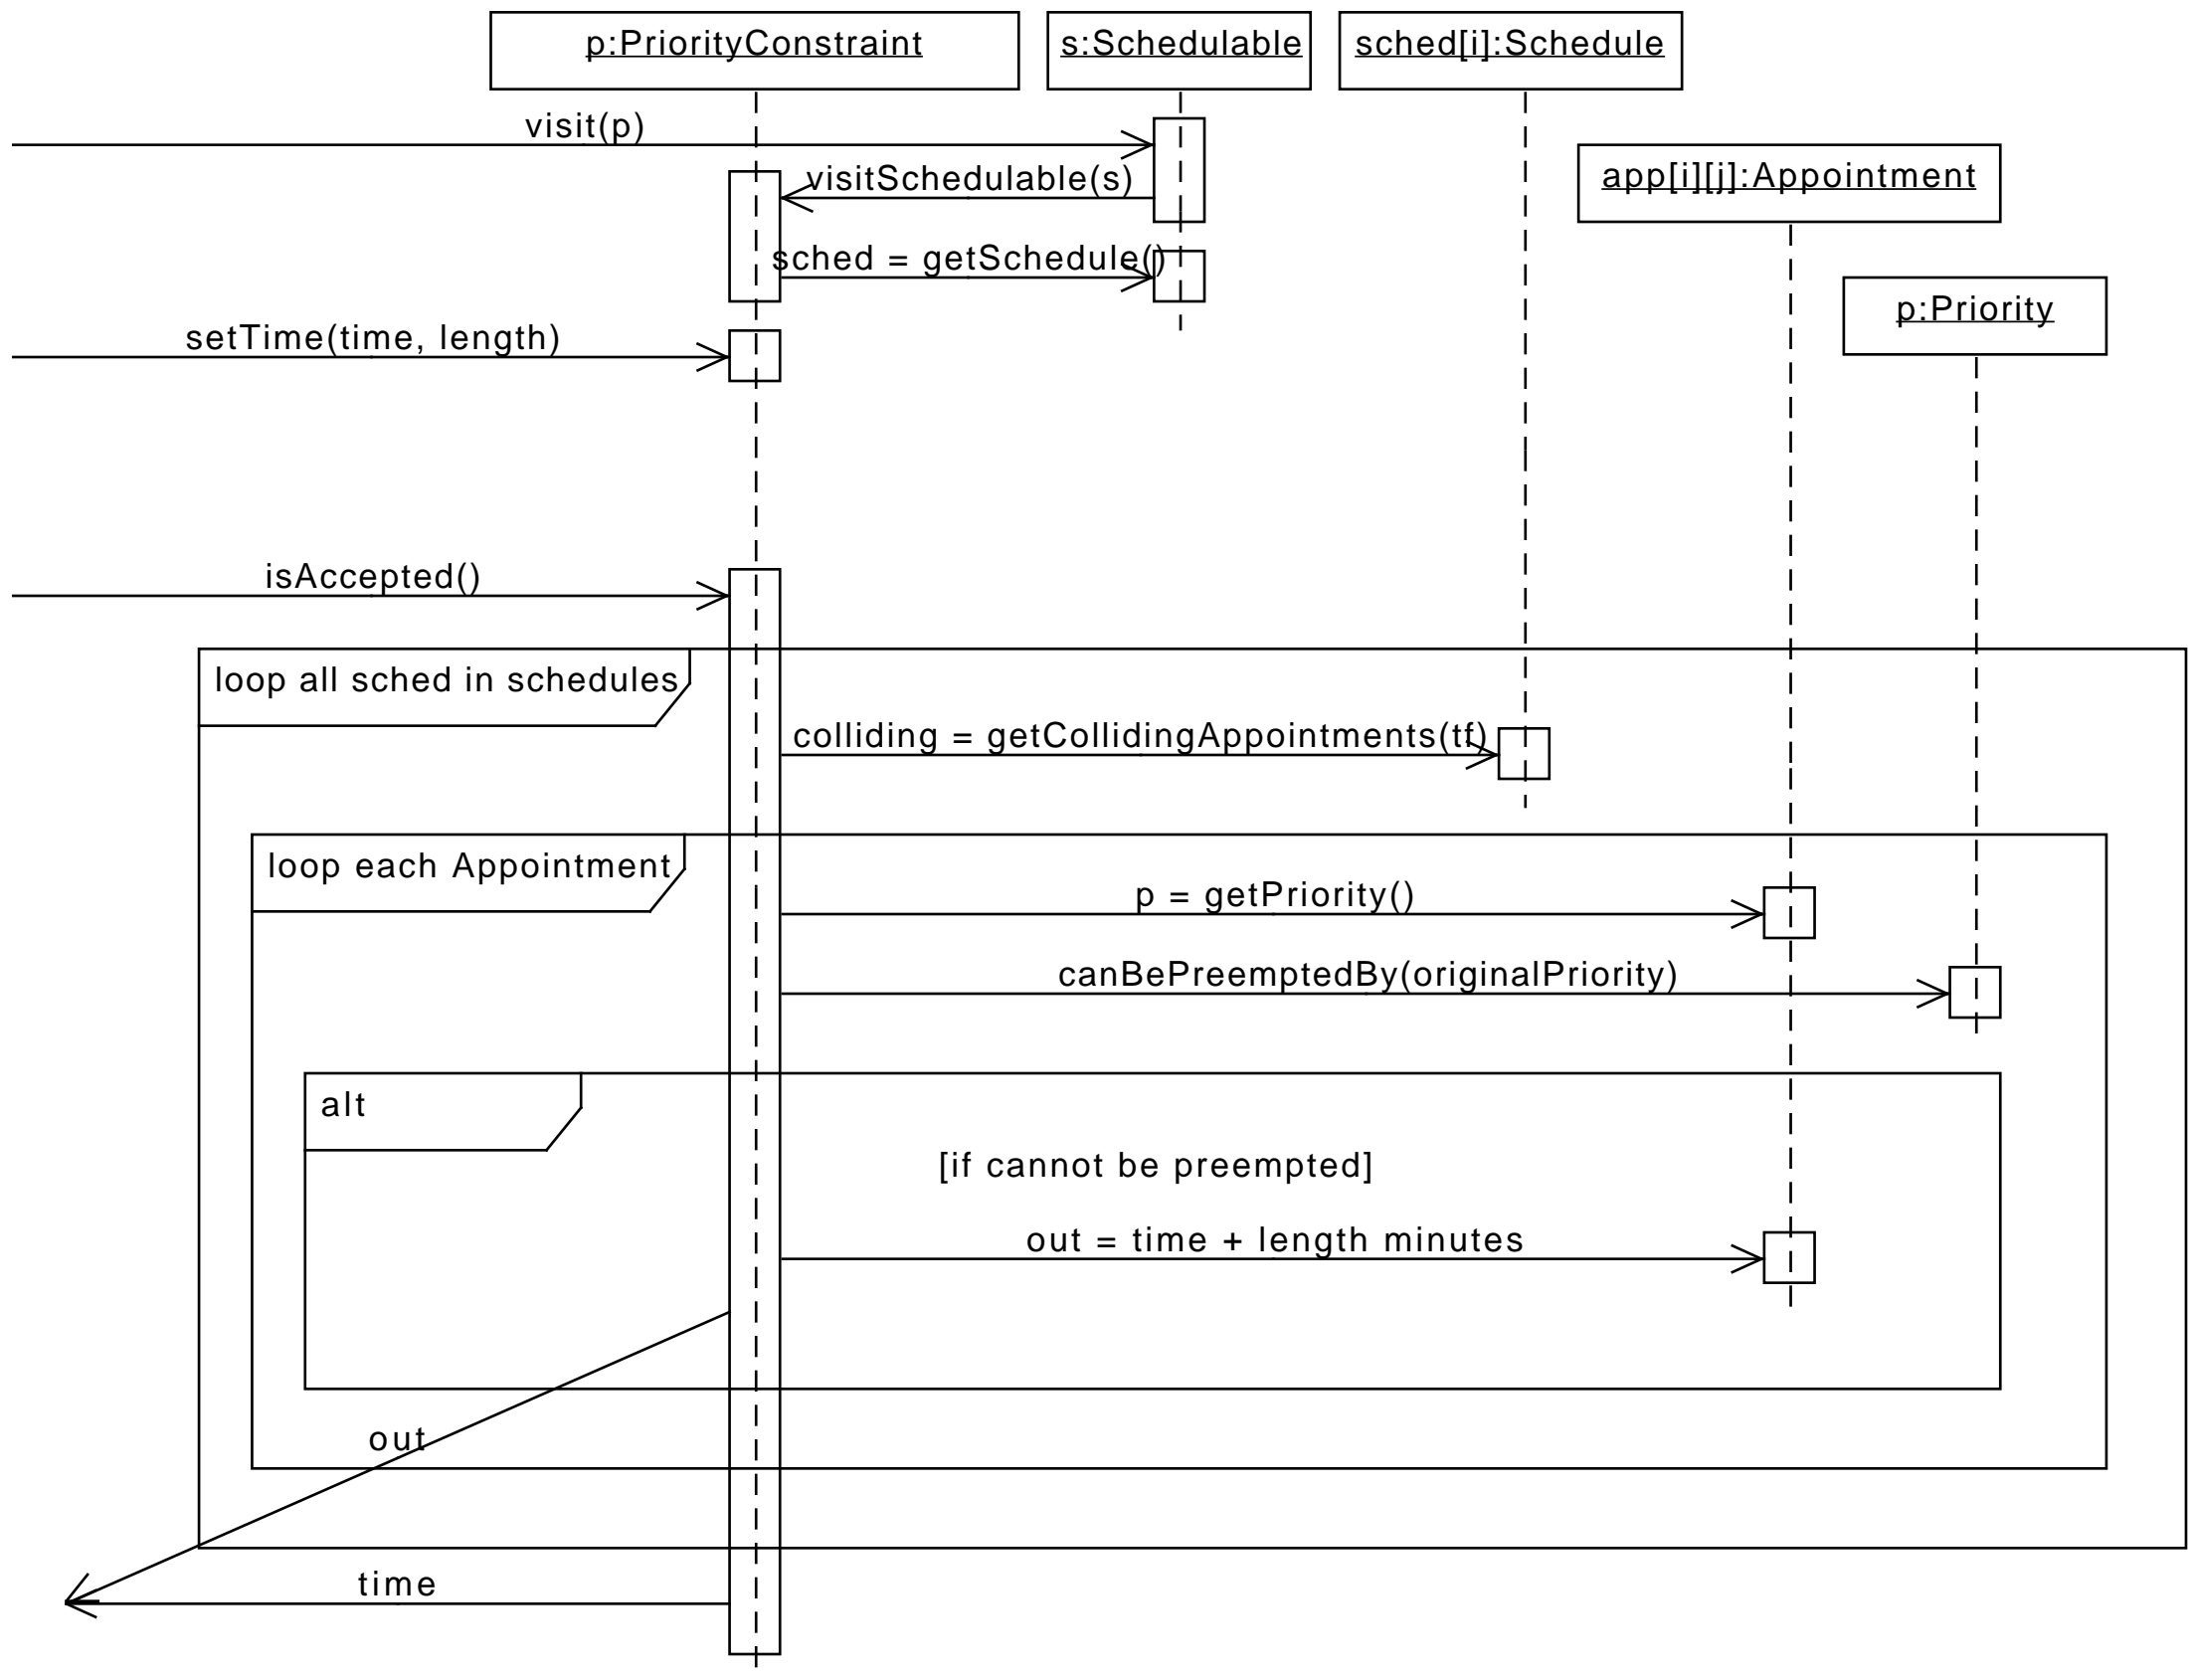 p:PriorityConstraint
s:Schedulable
sched[i]:Schedule
visit(p)
app[i][j]:Appointment
visitSchedulable(s)
sched = getSchedule()
p:Priority
setTime(time, length)
isAccepted()
loop all sched in schedules
colliding = getCollidingAppointments(tf)
loop each Appointment
p = getPriority()
canBePreemptedBy(originalPriority)
alt
[if cannot be preempted]
out = time + length minutes
out
time